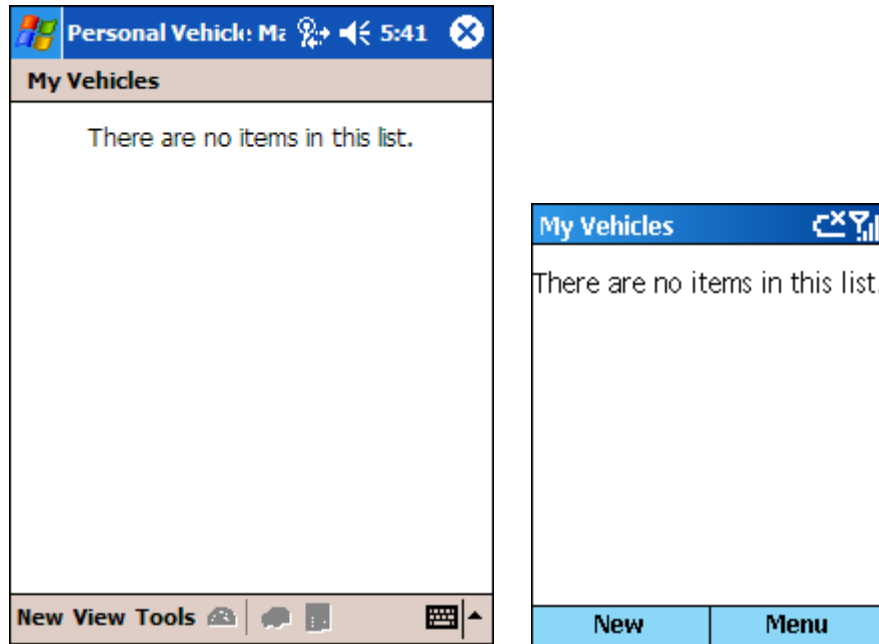 Personal Vehicle Ma 5:41
My Vehicles
There are no items in this list.
New View Tools
My Vehicles
There are no items in this list.
New Menu